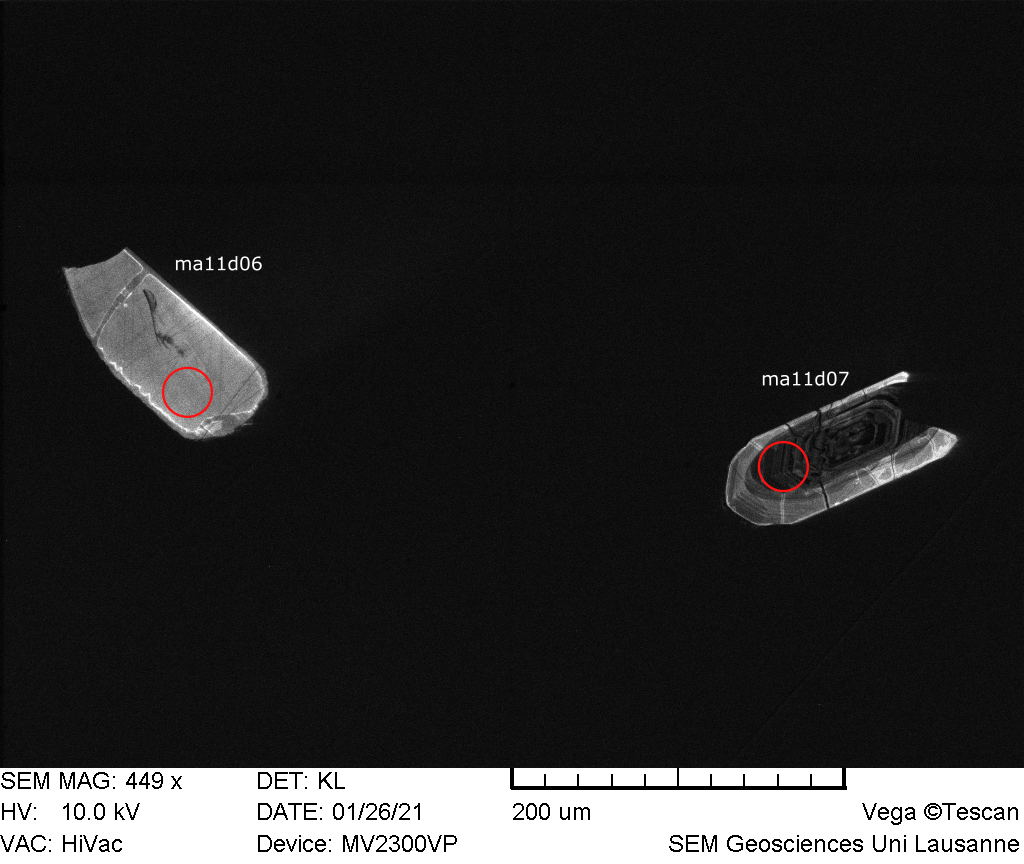 ma11d06
ma11d07
SEM MAG: 449 x
DET: KL
HV: 10.0 kV
DATE: 01/26/21
200 um
Vega ©Tescan
VAC: HiVac
Device: MV2300VP
SEM Geosciences Uni Lausanne